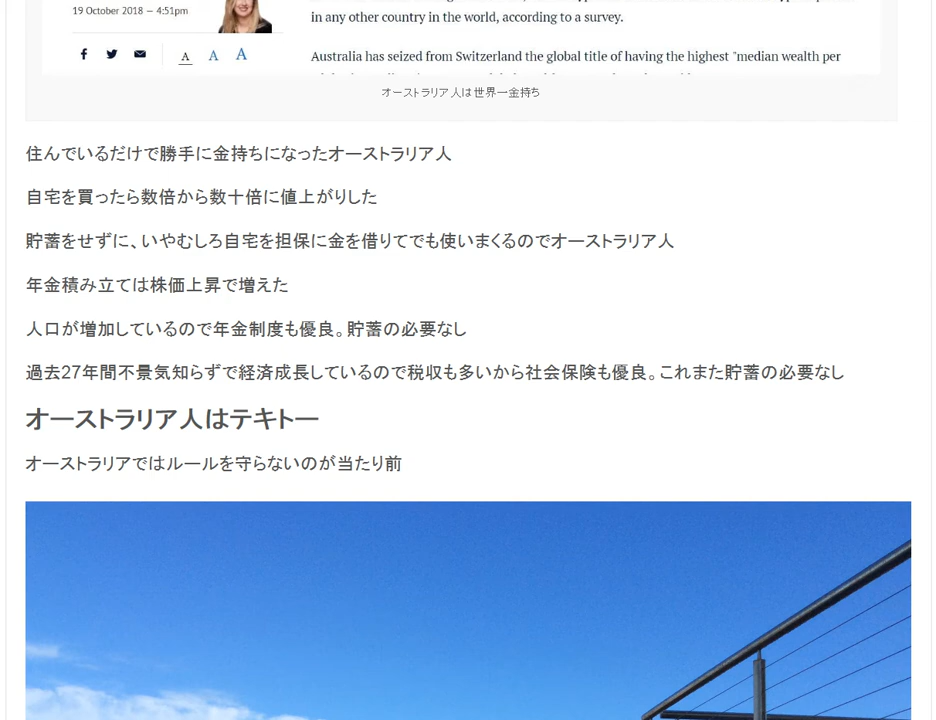 19 October 2018 — 4:51pm
in any other country in the world, according to a survey.
A A A
Australia has seized from Switzerland the global title of having the highest "median wealth per
オーストラリア人は世界一金持ち
住んでいるだけで勝手に金持ちになったオーストラリア人
自宅を買ったら数倍から数十倍に値上がりした
貯蓄をせずに、いやむしろ自宅を担保に金を借りてでも使いまくるのでオーストラリア人
年金積み立ては株価上昇で増えた
人口が増加しているので年金制度も優良。貯蓄の必要なし
過去27年間不景気知らずで経済成長しているので税収も多いから社会保険も優良。これまた貯蓄の必要なし
オーストラリア人はテキトー
オーストラリアではルールを守らないのが当たり前